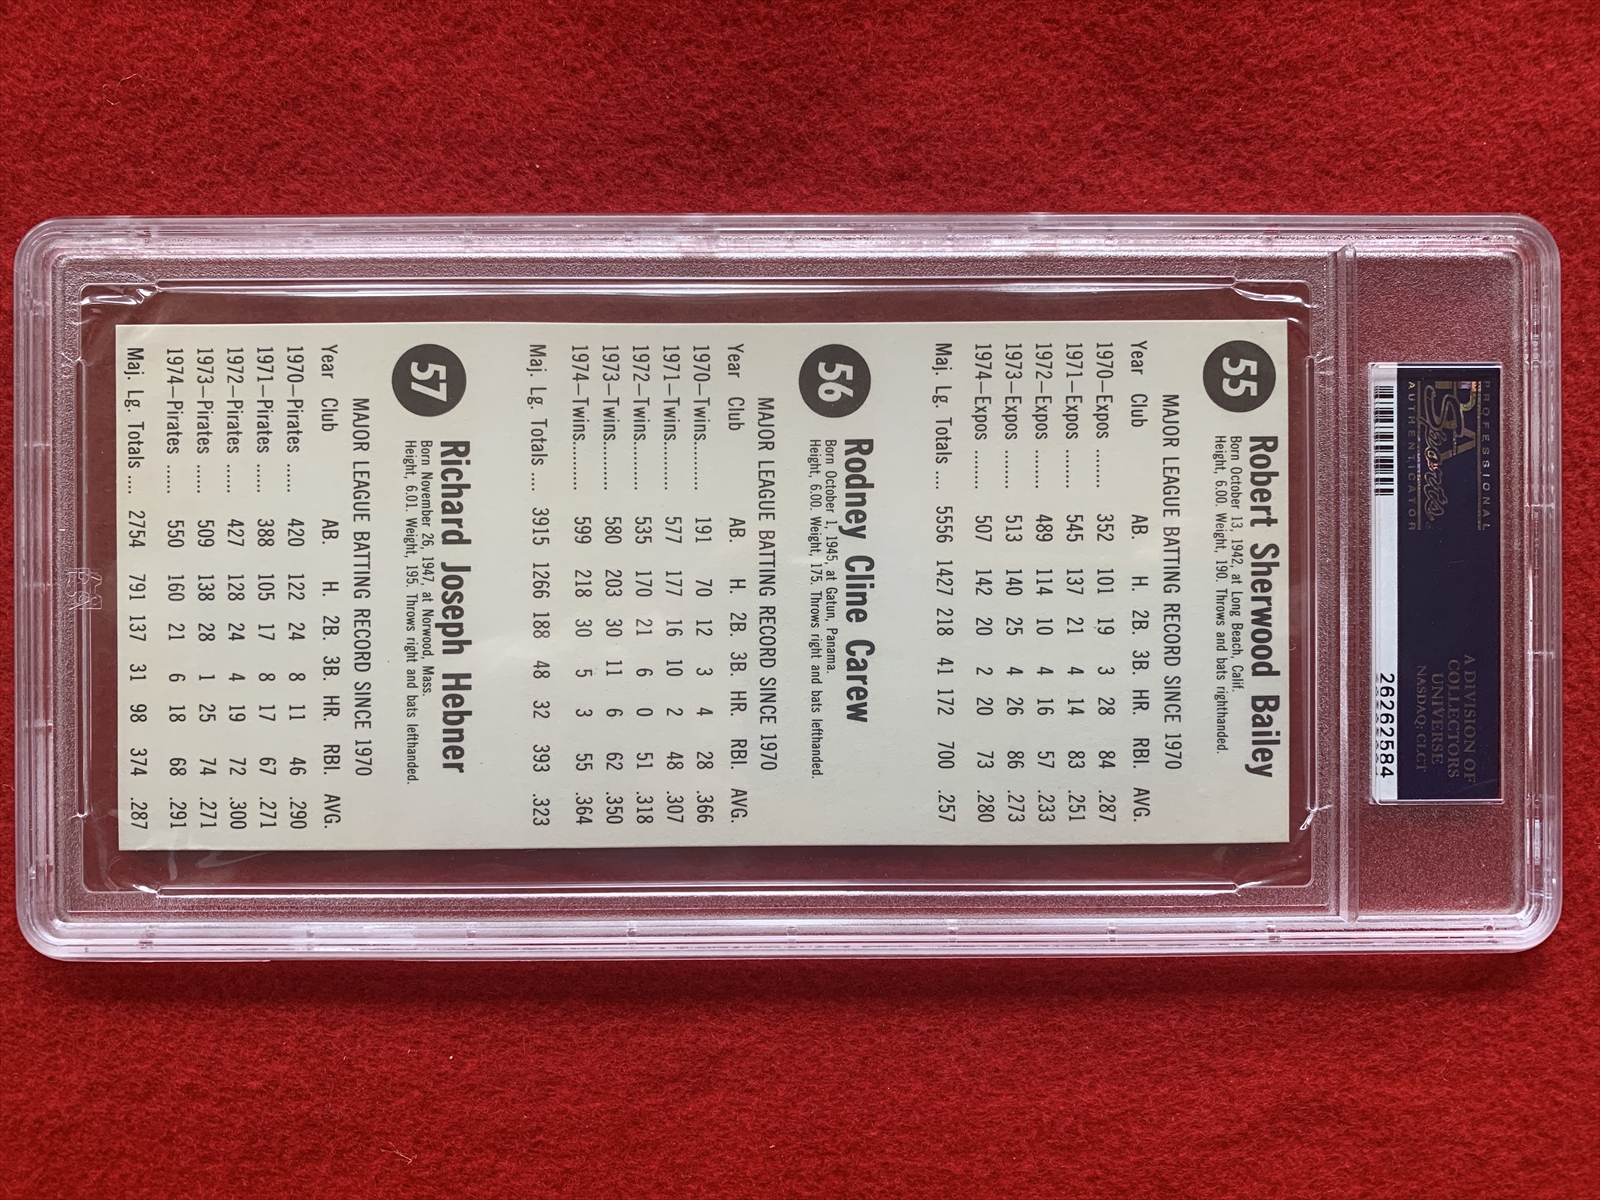 PROFESSIONAL
PSA
Sports
AUTHENTICATOR
A DIVISION OF
COLLECTORS
UNIVERSE
NASDAQ: CLCT
26262584
55
Robert Sherwood Bailey
Born October 13, 1942, at Long Beach, Calif.
Height, 6.00. Weight, 190. Throws and bats righthanded.
MAJOR LEAGUE BATTING RECORD SINCE 1970
Year Club AB. H. 2B. 3B. HR. RBI. AVG.
1970—Expos ........ 352 101 19 3 28 84 .287
1971—Expos ........ 545 137 21 4 14 83 .251
1972—Expos ........ 489 114 10 4 16 57 .233
1973—Expos ........ 513 140 25 4 26 86 .273
1974—Expos ........ 507 142 20 2 20 73 .280
Maj. Lg. Totals .... 5556 1427 218 41 172 700 .257
56
Rodney Cline Carew
Born October 1, 1945, at Gatun, Panama.
Height, 6.00. Weight, 175. Throws right and bats lefthanded.
MAJOR LEAGUE BATTING RECORD SINCE 1970
Year Club AB. H. 2B. 3B. HR. RBI. AVG.
1970—Twins......... 191 70 12 3 4 28 .366
1971—Twins......... 577 177 16 10 2 48 .307
1972—Twins......... 535 170 21 6 0 51 .318
1973—Twins......... 580 203 30 11 6 62 .350
1974—Twins......... 599 218 30 5 3 55 .364
Maj. Lg. Totals .... 3915 1266 188 48 32 393 .323
57
Richard Joseph Hebner
Born November 26, 1947, at Norwood, Mass.
Height, 6.01. Weight, 195. Throws right and bats lefthanded.
MAJOR LEAGUE BATTING RECORD SINCE 1970
Year Club AB. H. 2B. 3B. HR. RBI. AVG.
1970—Pirates ...... 420 122 24 8 11 46 .290
1971—Pirates ...... 388 105 17 8 17 67 .271
1972—Pirates ...... 427 128 24 4 19 72 .300
1973—Pirates ...... 509 138 28 1 25 74 .271
1974—Pirates ...... 550 160 21 6 18 68 .291
Maj. Lg. Totals .... 2754 791 137 31 98 374 .287
PSA